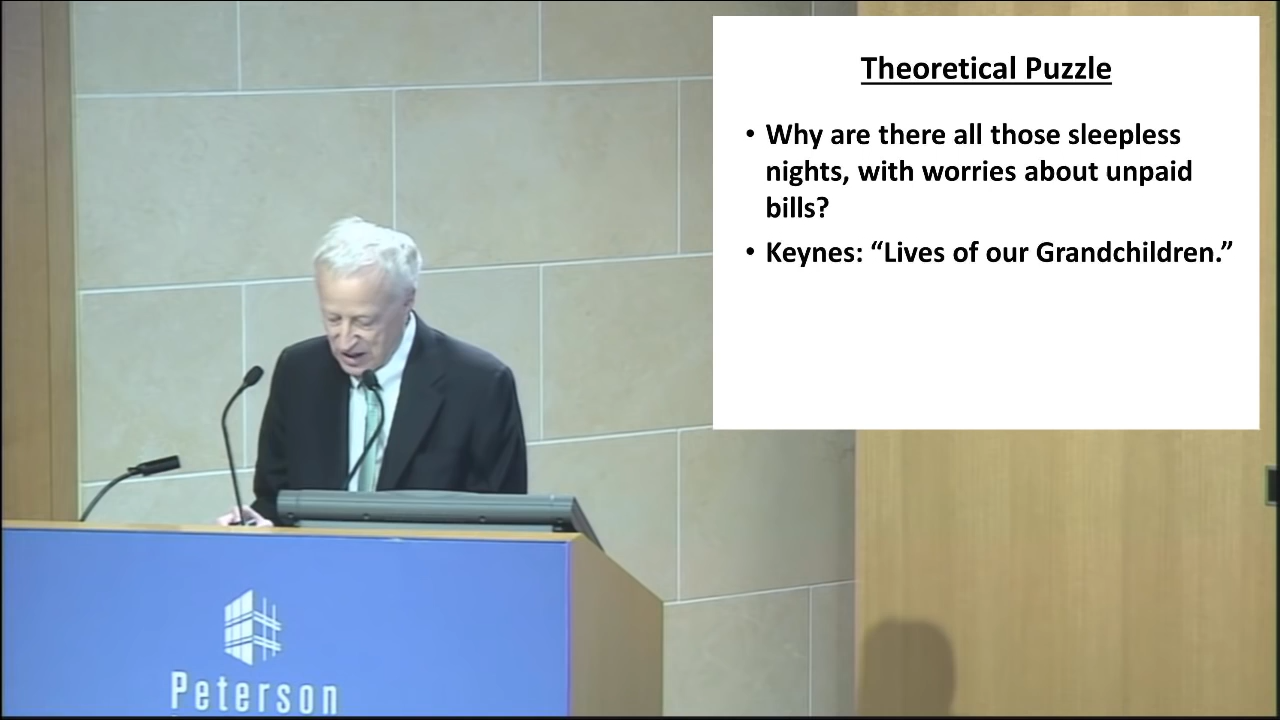 Theoretical Puzzle
• Why are there all those sleepless
nights, with worries about unpaid
bills?
• Keynes: “Lives of our Grandchildren.”
Peterson